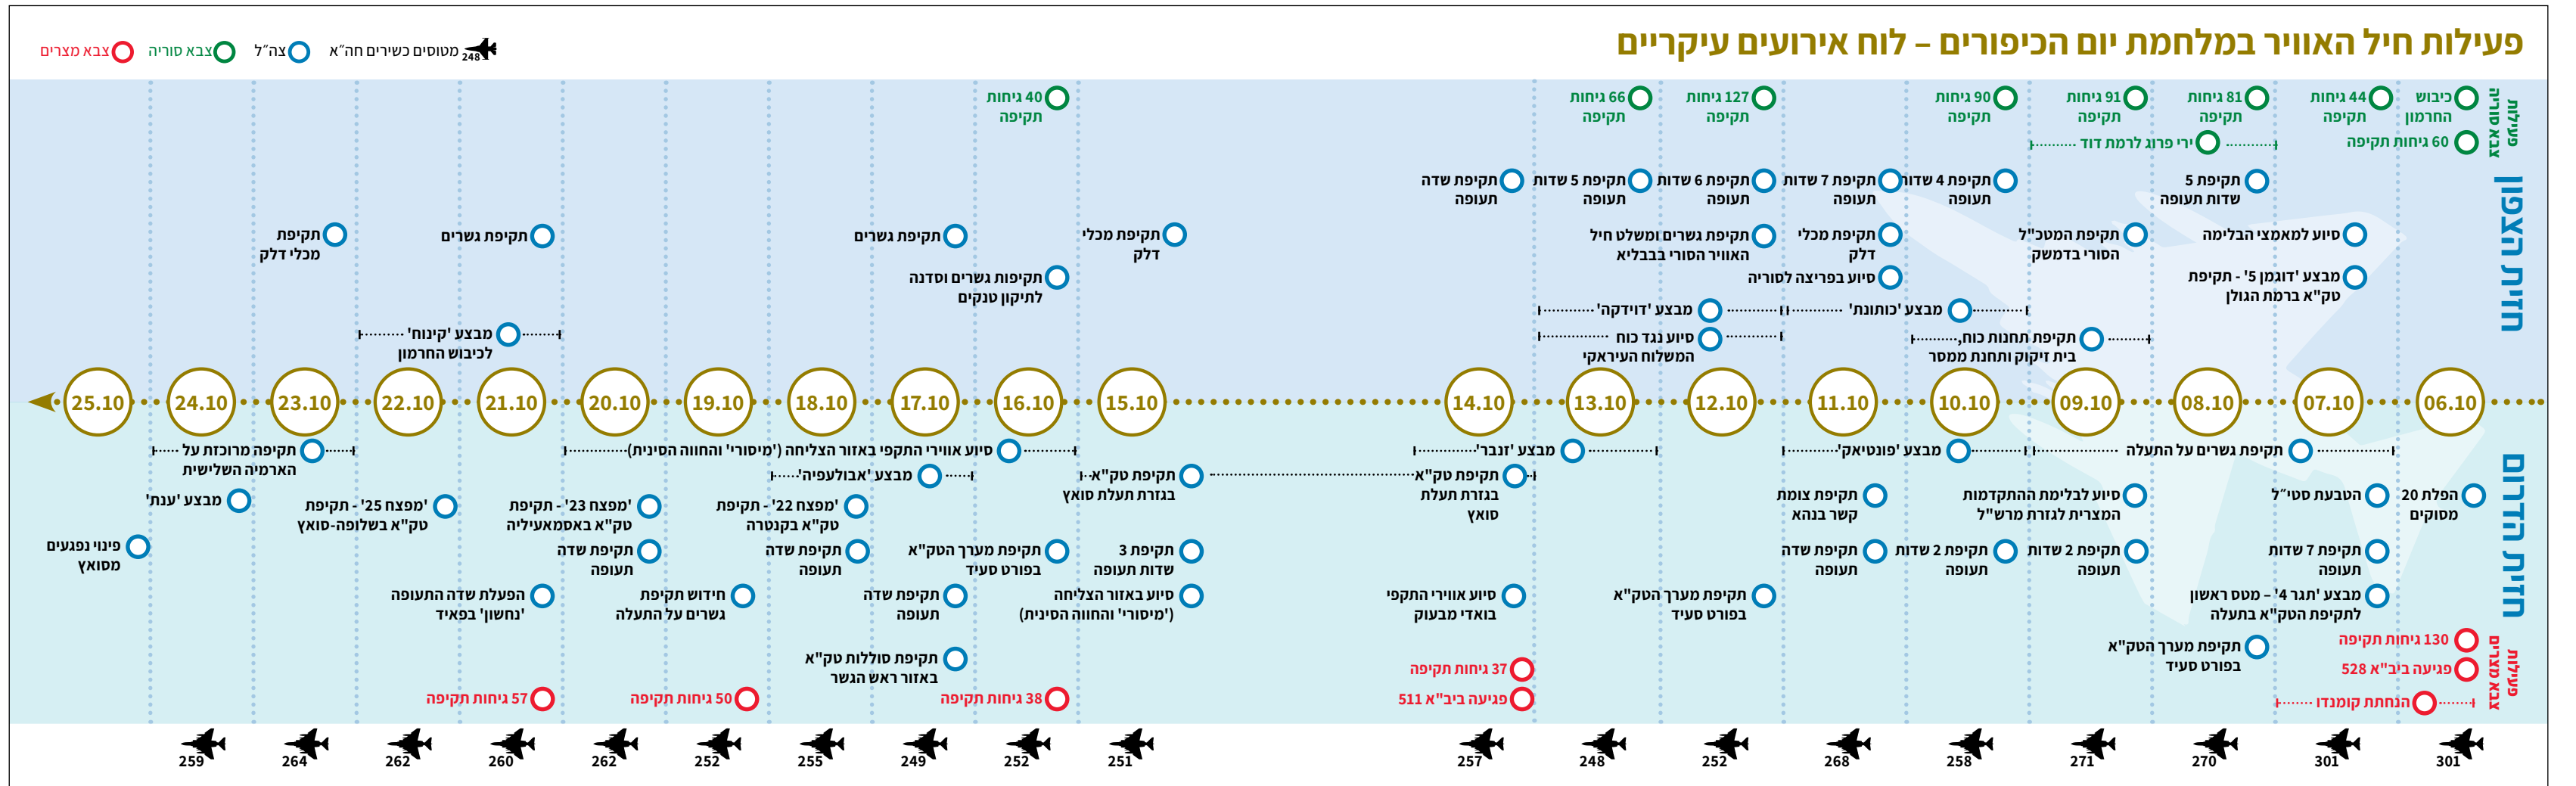 פעילות חיל האוויר במלחמת יום הכיפורים – לוח אירועים עיקריים
248
מטוסים כשירים חה״א
צה״ל
צבא סוריה
צבא מצרים
פעילות
צבא סוריה
כיבוש
החרמון
60 גיחות תקיפה
44 גיחות
תקיפה
81 גיחות
תקיפה
91 גיחות
תקיפה
ירי פרוג לרמת דוד
90 גיחות
תקיפה
127 גיחות
תקיפה
66 גיחות
תקיפה
40 גיחות
תקיפה
חזית הצפון
תקיפת 5
שדות תעופה
תקיפת 4 שדות
תעופה
תקיפת 7 שדות
תעופה
תקיפת 6 שדות
תעופה
תקיפת 5 שדות
תעופה
תקיפת שדה
תעופה
סיוע למאמצי הבלימה
מבצע 'דוגמן 5' - תקיפת
טק"א ברמת הגולן
תקיפת המטכ"ל
הסורי בדמשק
תקיפת מכלי
דלק
סיוע בפריצה לסוריה
תקיפת גשרים ומשלט חיל
האוויר הסורי בבבליא
תקיפת מכלי
דלק
תקיפת גשרים
תקיפות גשרים וסדנה
לתיקון טנקים
תקיפת גשרים
תקיפת
מכלי דלק
תקיפת תחנות כוח,
בית זיקוק ותחנת ממסר
מבצע 'כותונת'
מבצע 'דוידקה'
סיוע נגד כוח
המשלוח העיראקי
מבצע 'קינוח'
לכיבוש החרמון
06.10
07.10
08.10
09.10
10.10
11.10
12.10
13.10
14.10
15.10
16.10
17.10
18.10
19.10
20.10
21.10
22.10
23.10
24.10
25.10
חזית הדרום
תקיפת גשרים על התעלה
מבצע 'פונטיאק'
מבצע 'זנבר'
סיוע אווירי התקפי באזור הצליחה ('מיסורי' והחווה הסינית)
תקיפה מרוכזת על
הארמיה השלישית
תקיפת טק"א
בגזרת תעלת
סואץ
תקיפת טק"א
בגזרת תעלת סואץ
מבצע 'אבולעפיה'
הפלת 20
מסוקים
הטבעת סטי״ל
סיוע לבלימת ההתקדמות
המצרית לגזרת מרש"ל
תקיפת צומת
קשר בנהא
'מפצח 22' - תקיפת
טק"א בקנטרה
'מפצח 23' - תקיפת
טק"א באסמאעיליה
'מפצח 25' - תקיפת
טק"א בשלופה-סואץ
מבצע 'ענת'
תקיפת 7 שדות
תעופה
תקיפת 2 שדות
תעופה
תקיפת 2 שדות
תעופה
תקיפת שדה
תעופה
תקיפת 3
שדות תעופה
תקיפת מערך הטק"א
בפורט סעיד
תקיפת שדה
תעופה
תקיפת שדה
תעופה
פינוי נפגעים
מסואץ
מבצע 'תגר 4' – מטס ראשון
לתקיפת הטק"א בתעלה
תקיפת מערך הטק"א
בפורט סעיד
סיוע אווירי התקפי
בואדי מבעוק
סיוע באזור הצליחה
('מיסורי' והחווה הסינית)
תקיפת שדה
תעופה
חידוש תקיפת
גשרים על התעלה
הפעלת שדה התעופה
'נחשון' בפאיד
תקיפת מערך הטק"א
בפורט סעיד
תקיפת סוללות טק"א
באזור ראש הגשר
פעילות
צבא מצרים
130 גיחות תקיפה
פגיעה ביב"א 528
הנחתת קומנדו
37 גיחות תקיפה
פגיעה ביב"א 511
38 גיחות תקיפה
50 גיחות תקיפה
57 גיחות תקיפה
301
301
270
271
258
268
252
248
257
251
252
249
255
252
262
260
262
264
259